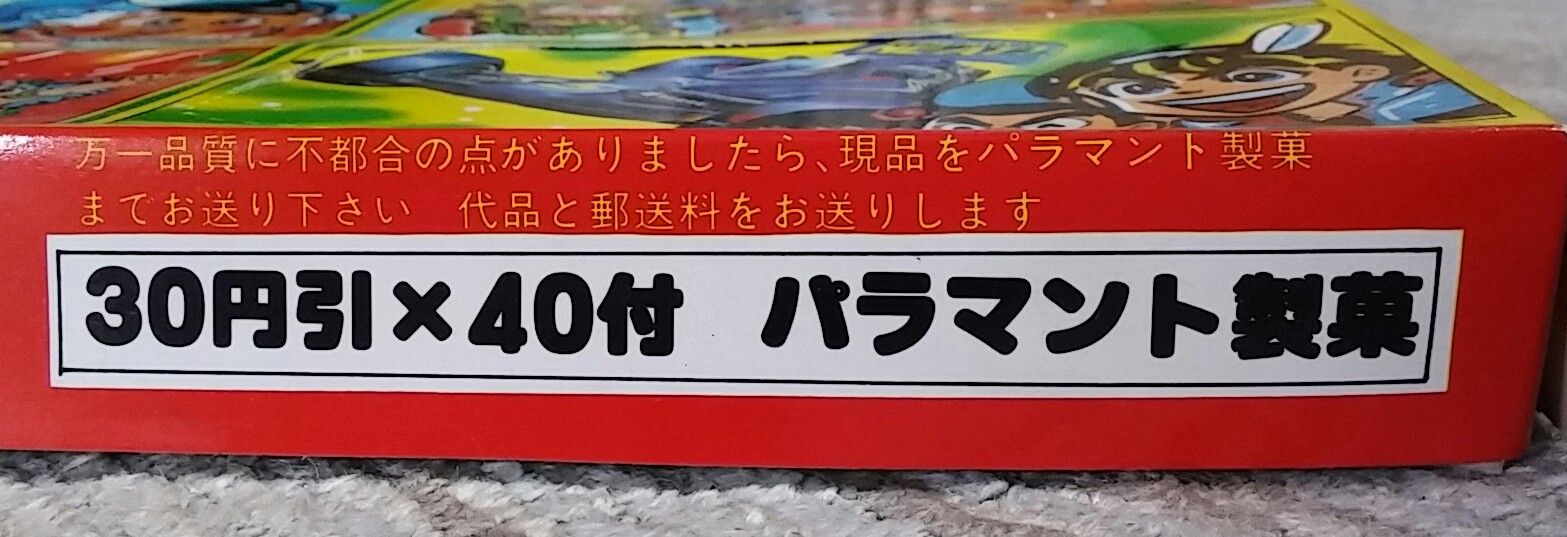 万一品質に不都合の点がありましたら、現品をパラマント製菓
までお送り下さい　代品と郵送料をお送りします
30円引×40付　パラマント製菓